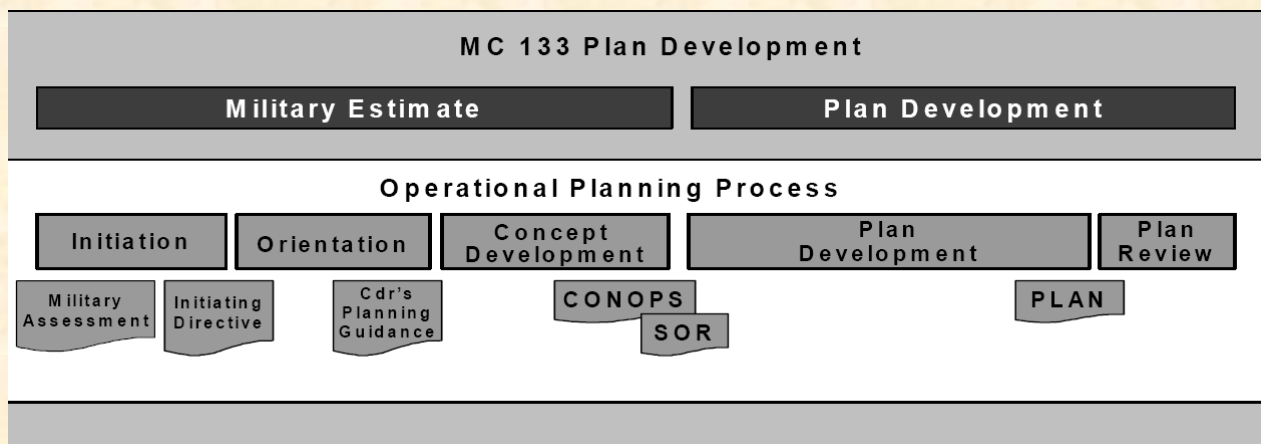 MC 133 Plan Development
Military Estimate
Plan Development
Operational Planning Process
Initiation
Orientation
Concept
Development
Plan
Development
Plan
Review
Military
Assessment
Initiating
Directive
Cdr's
Planning
Guidance
CONOPS
SOR
PLAN